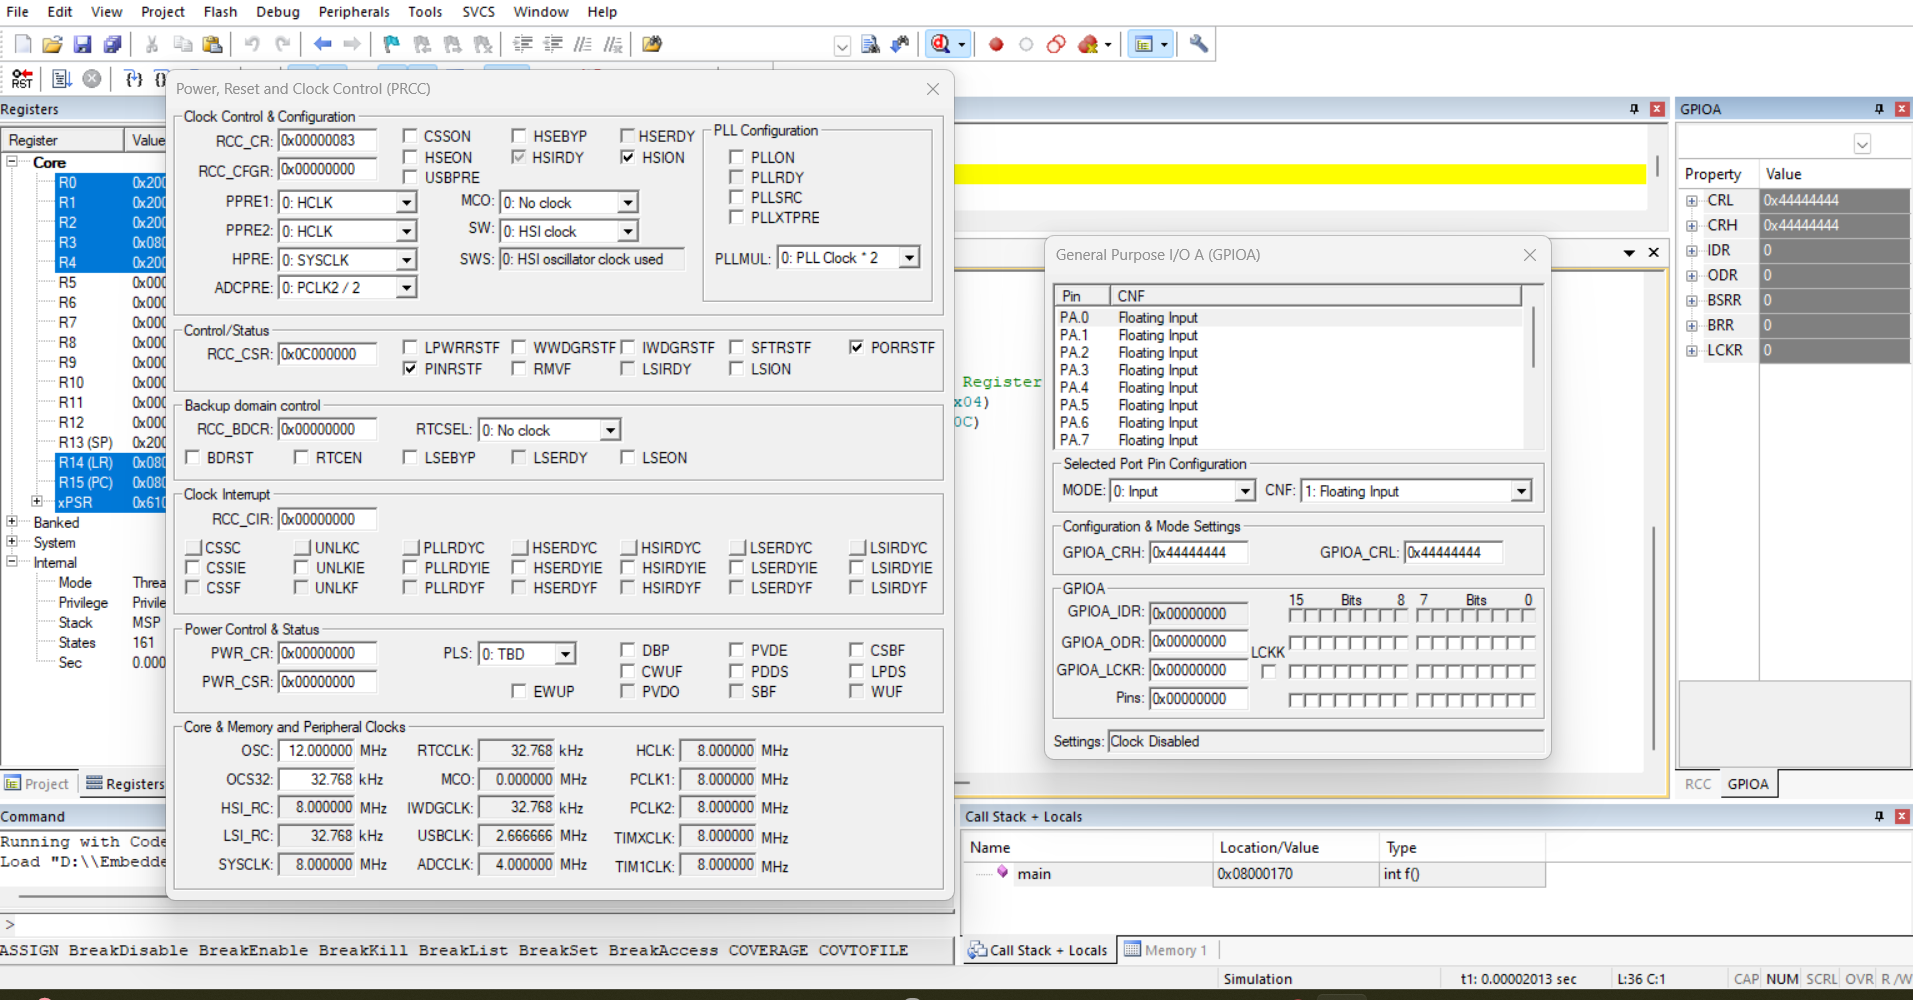 File Edit View Project Flash Debug Peripherals Tools SVCS Window Help
RST
Registers
Register Value
Core
R0 0x200
R1 0x200
R2 0x200
R3 0x080
R4 0x200
R5 0x000
R6 0x000
R7 0x000
R8 0x000
R9 0x000
R10 0x000
R11 0x000
R12 0x000
R13 (SP) 0x200
R14 (LR) 0x080
R15 (PC) 0x080
xPSR 0x610
Banked
System
Internal
Mode Threa
Privilege Privile
Stack MSP
States 161
Sec 0.000
Project Registers
Power, Reset and Clock Control (PRCC)
Clock Control & Configuration
RCC_CR: 0x00000083 CSSON HSEBYP HSERDY
HSEON HSIRDY HSION
RCC_CFGR: 0x00000000 USBPRE
PPRE1: 0: HCLK MCO: 0: No clock
PPRE2: 0: HCLK SW: 0: HSI clock
HPRE: 0: SYSCLK SWS: 0: HSI oscillator clock used
ADCPRE: 0: PCLK2 / 2
PLL Configuration
PLLON
PLLRDY
PLLSRC
PLLXTPRE
PLLMUL: 0: PLL Clock * 2
Control/Status
RCC_CSR: 0x0C000000 LPWRRSTF WWDGRSTF IWDGRSTF SFTRSTF PORRSTF
PINRSTF RMVF LSIRDY LSION
Backup domain control
RCC_BDCR: 0x00000000 RTCSEL: 0: No clock
BDRST RTCEN LSEBYP LSERDY LSEON
Clock Interrupt
RCC_CIR: 0x00000000
CSSC UNLKC PLLRDYC HSERDYC HSIRDYC LSERDYC LSIRDYC
CSSIE UNLKIE PLLRDYIE HSERDYIE HSIRDYIE LSERDYIE LSIRDYIE
CSSF UNLKF PLLRDYF HSERDYF HSIRDYF LSERDYF LSIRDYF
Power Control & Status
PWR_CR: 0x00000000 PLS: 0: TBD DBP PVDE CSBF
CWUF PDDS LPDS
PWR_CSR: 0x00000000 EWUP PVDO SBF WUF
Core & Memory and Peripheral Clocks
OSC: 12.000000 MHz RTCCLK: 32.768 kHz HCLK: 8.000000 MHz
OCS32: 32.768 kHz MCO: 0.000000 MHz PCLK1: 8.000000 MHz
HSI_RC: 8.000000 MHz IWDGCLK: 32.768 kHz PCLK2: 8.000000 MHz
LSI_RC: 32.768 kHz USBCLK: 2.666666 MHz TIMXCLK: 8.000000 MHz
SYSCLK: 8.000000 MHz ADCCLK: 4.000000 MHz TIM1CLK: 8.000000 MHz
Register
x04)
0C)
General Purpose I/O A (GPIOA)
Pin CNF
PA.0 Floating Input
PA.1 Floating Input
PA.2 Floating Input
PA.3 Floating Input
PA.4 Floating Input
PA.5 Floating Input
PA.6 Floating Input
PA.7 Floating Input
Selected Port Pin Configuration
MODE: 0: Input CNF: 1: Floating Input
Configuration & Mode Settings
GPIOA_CRH: 0x44444444 GPIOA_CRL: 0x44444444
GPIOA
15 Bits 8 7 Bits 0
GPIOA_IDR: 0x00000000
GPIOA_ODR: 0x00000000
LCKK
GPIOA_LCKR: 0x00000000
Pins: 0x00000000
Settings: Clock Disabled
GPIOA
Property Value
CRL 0x44444444
CRH 0x44444444
IDR 0
ODR 0
BSRR 0
BRR 0
LCKR 0
RCC GPIOA
Command
Running with Code
Load "D:\\Embedde
>
ASSIGN BreakDisable BreakEnable BreakKill BreakList BreakSet BreakAccess COVERAGE COVTOFILE
Call Stack + Locals
Name Location/Value Type
main 0x08000170 int f()
Call Stack + Locals Memory 1
Simulation t1: 0.00002013 sec L:36 C:1 CAP NUM SCRL OVR R/W